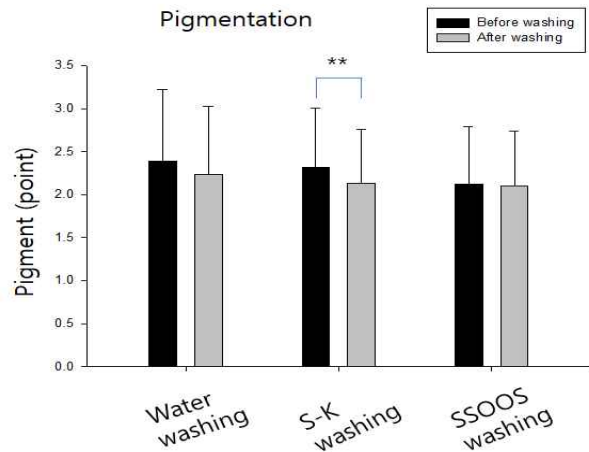 Pigmentation
Before washing
After washing
Pigment (point)
3.5
3.0
2.5
2.0
1.5
1.0
0.5
0.0
**
Water
washing
S-K
washing
SSOOS
washing